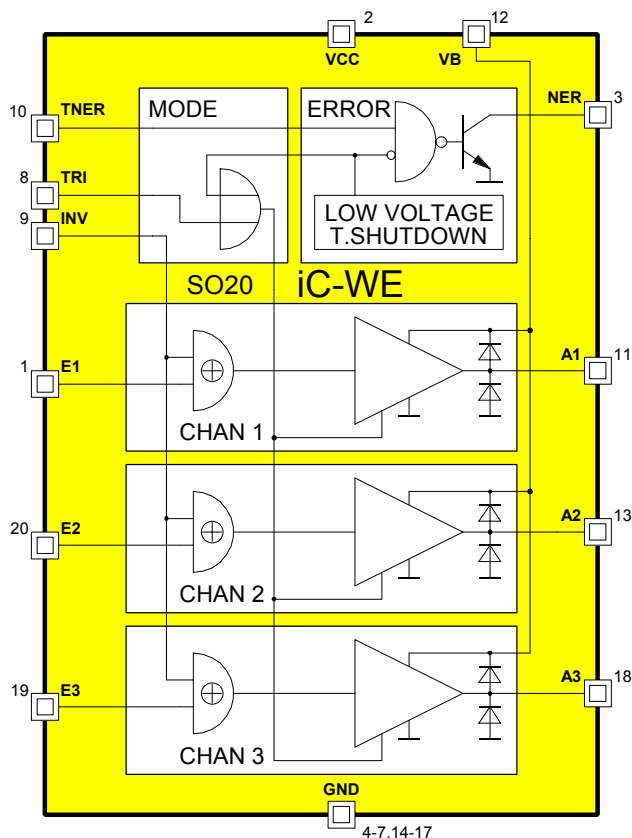 2
12
VCC
VB
NER
3
10
TNER
MODE
ERROR
8
TRI
9
INV
LOW VOLTAGE
T.SHUTDOWN
SO20
iC-WE
1
E1
A1
11
CHAN 1
20
E2
A2
13
CHAN 2
19
E3
A3
18
CHAN 3
GND
4-7,14-17